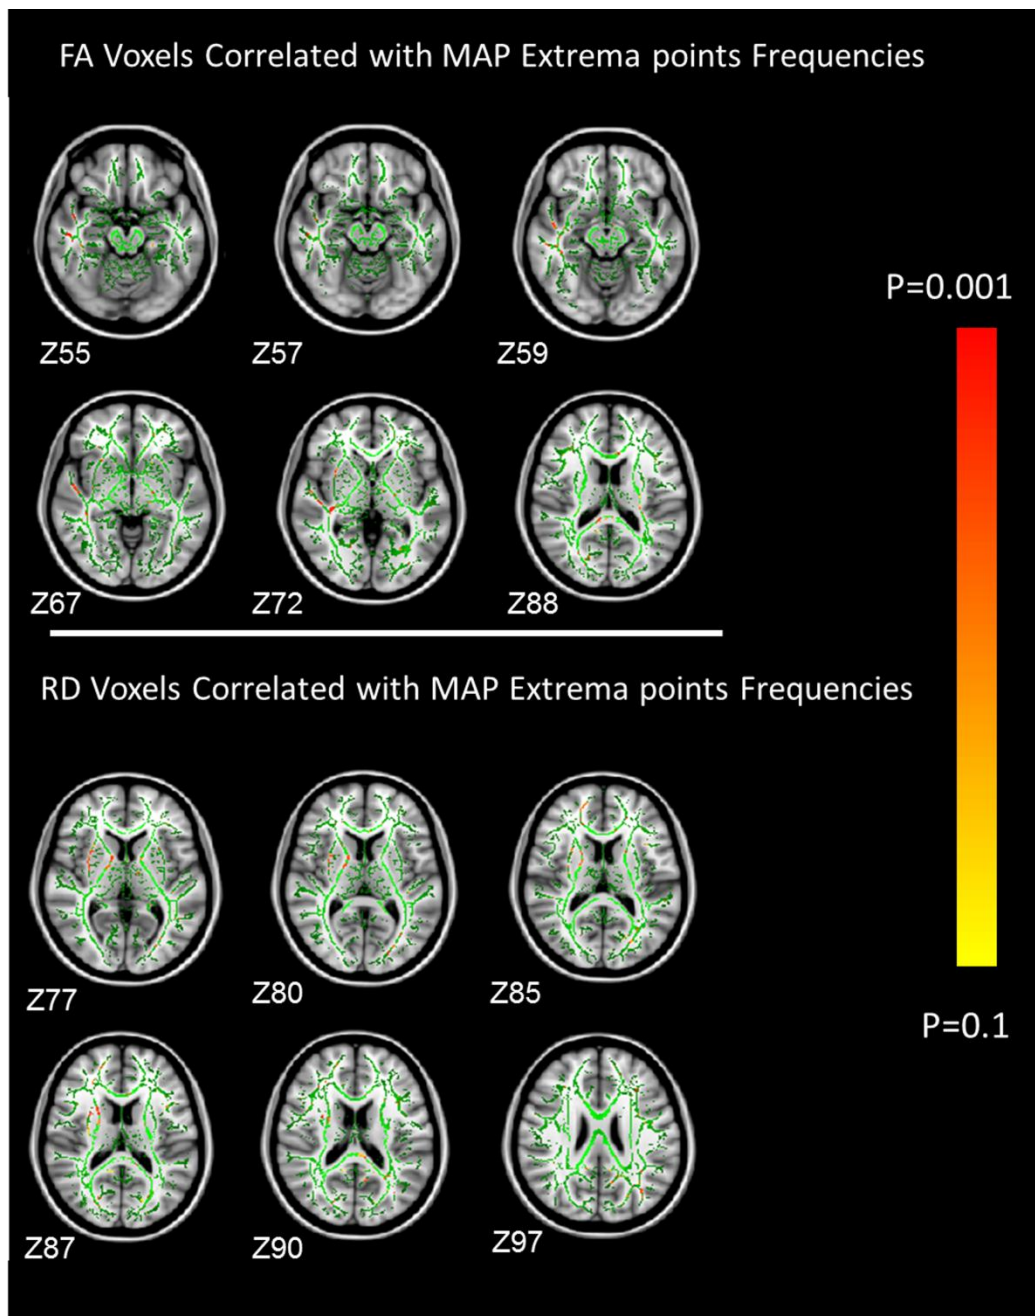 FA Voxels Correlated with MAP Extrema points Frequencies
Z55
Z57
Z59
P=0.001
Z67
Z72
Z88
RD Voxels Correlated with MAP Extrema points Frequencies
Z77
Z80
Z85
P=0.1
Z87
Z90
Z97